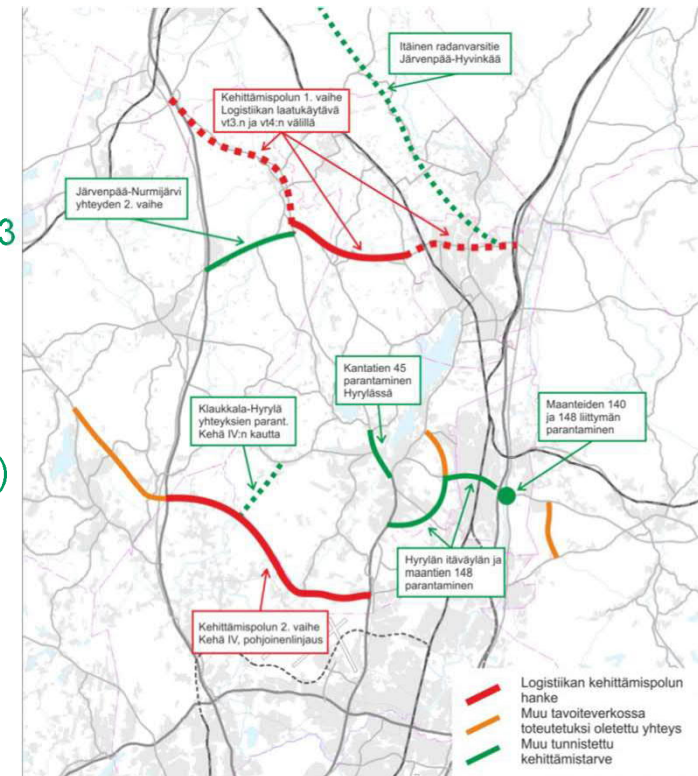 Itäinen radanvarsitie
Järvenpää-Hyvinkää
Kehittämispolun 1. vaihe
Logistiikan laatukäytävä
vt3.n ja vt4:n välillä
Järvenpää-Nurmijärvi
yhteyden 2. vaihe
3
Kantatien 45
parantaminen
Hyrylässä
Klaukkala-Hyrylä
yhteyksien parant.
Kehä IV:n kautta
Maanteiden 140
ja 148 liittymän
parantaminen
)
Hyrylän itäväylän ja
maantien 148
parantaminen
Kehittämispolun 2. vaihe
Kehä IV, pohjoinenlinjaus
Logistiikan kehittämispolun
hanke
Muu tavoiteverkossa
toteutetuksi oletettu yhteys
Muu tunnistettu
kehittämistarve